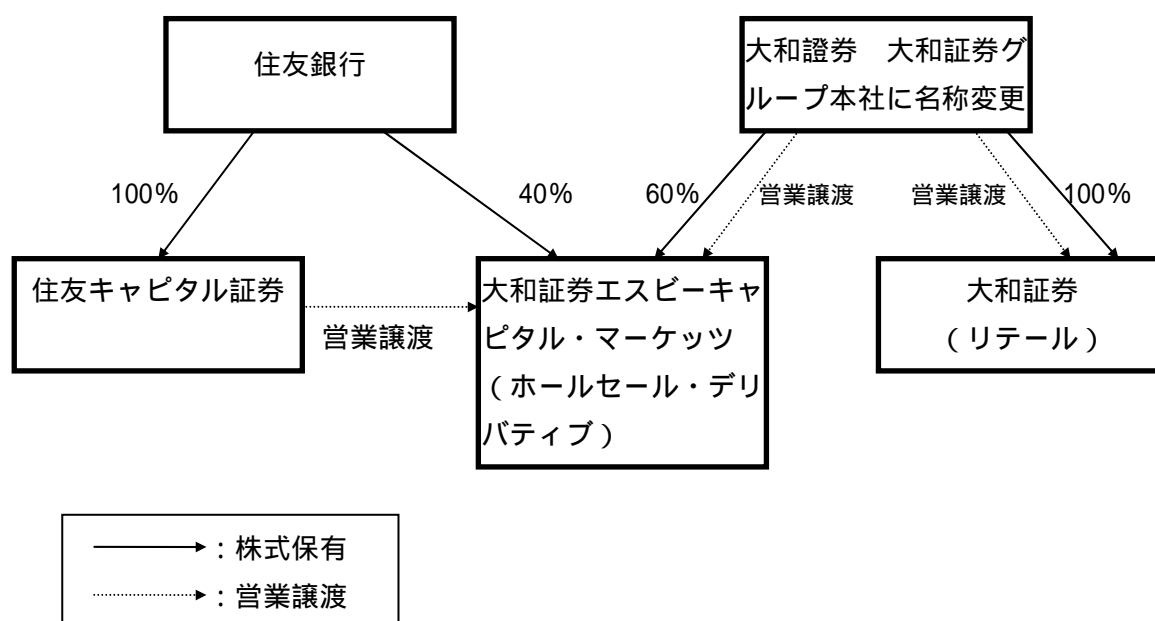 住友銀行
大和證券　大和証券グ
ループ本社に名称変更
100%
40%
60%
営業譲渡
営業譲渡
100%
住友キャピタル証券
営業譲渡
大和証券エスビーキャ
ピタル・マーケッツ
（ホールセール・デリ
バティブ）
大和証券
（リテール）
：株式保有
：営業譲渡